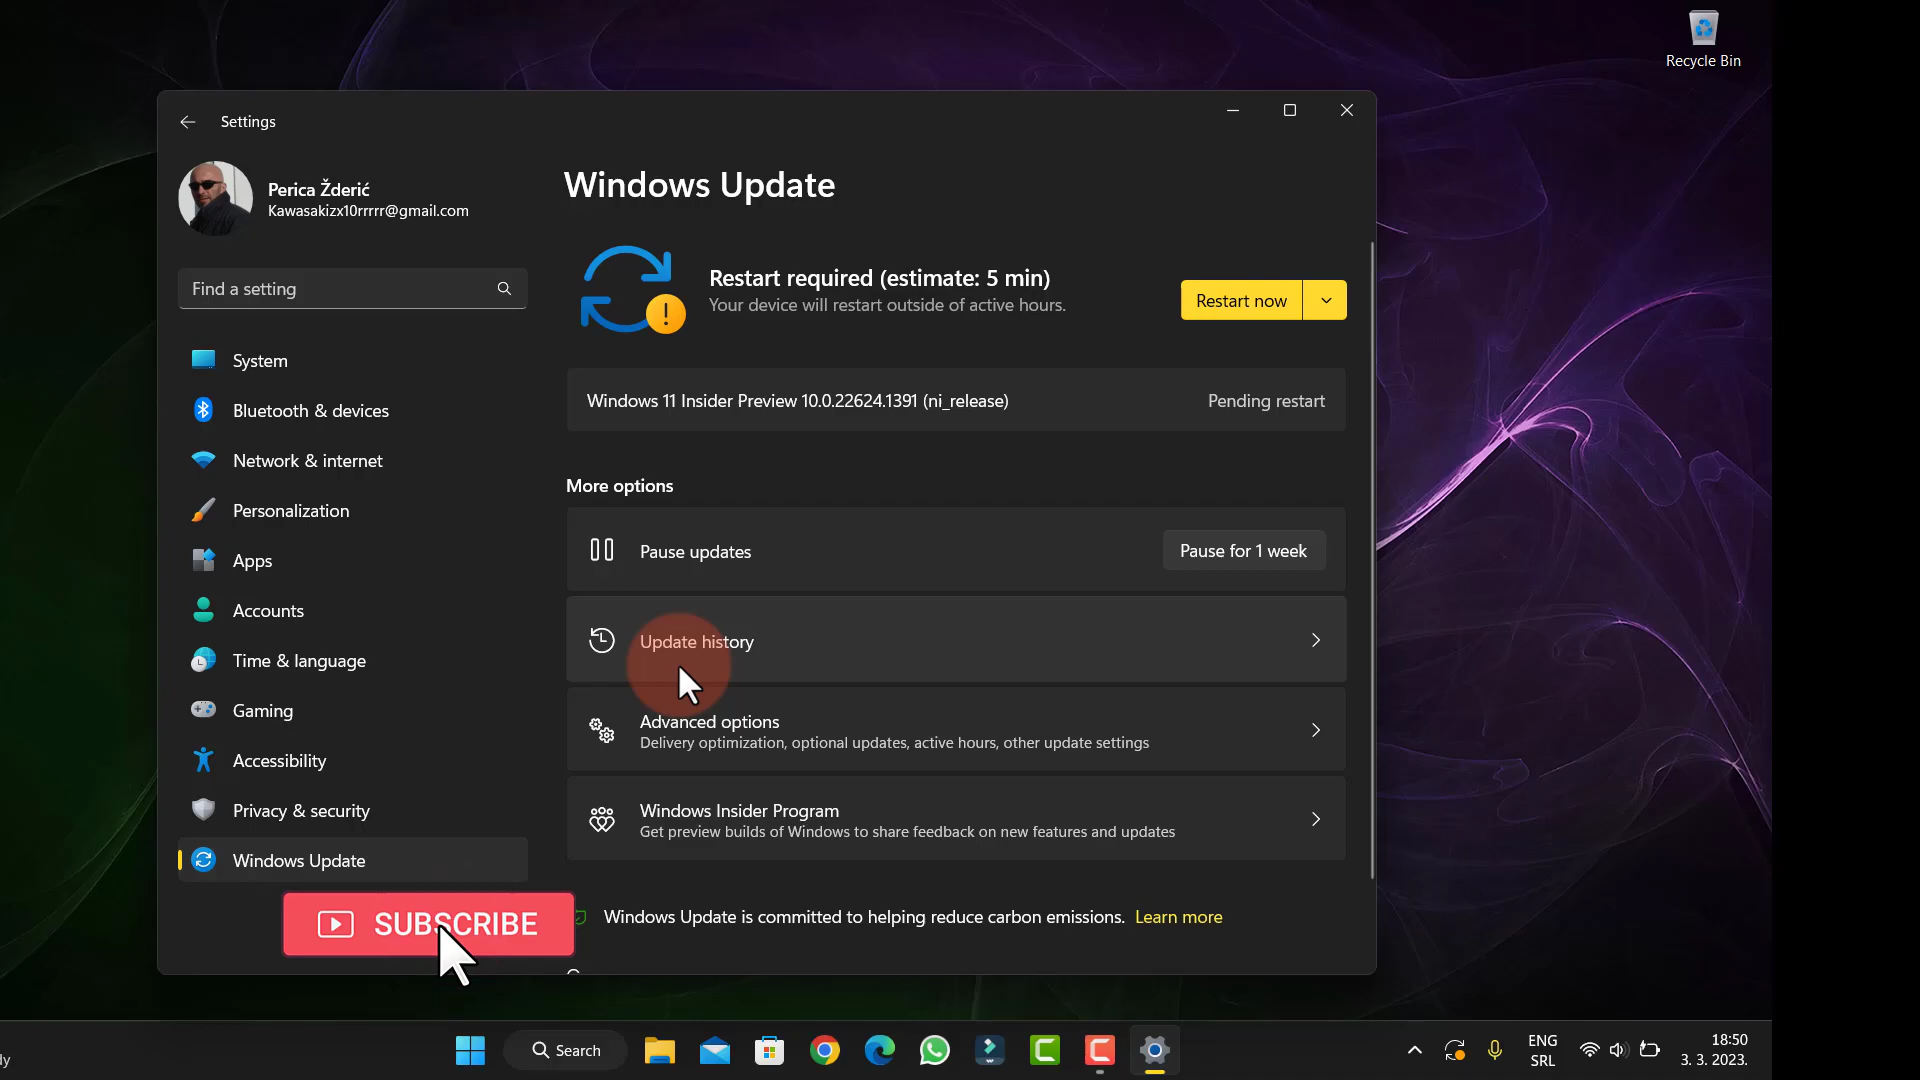 Recycle Bin
Settings
Perica Žderić
Kawasakizx10rrrrr@gmail.com
Find a setting
System
Bluetooth & devices
Network & internet
Personalization
Apps
Accounts
Time & language
Gaming
Accessibility
Privacy & security
Windows Update
Windows Update
Restart required (estimate: 5 min)
Your device will restart outside of active hours.
Restart now
Windows 11 Insider Preview 10.0.22624.1391 (ni_release)
Pending restart
More options
Pause updates
Pause for 1 week
Update history
Advanced options
Delivery optimization, optional updates, active hours, other update settings
Windows Insider Program
Get preview builds of Windows to share feedback on new features and updates
Windows Update is committed to helping reduce carbon emissions. Learn more
SUBSCRIBE
Search
ENG
SRL
18:50
3. 3. 2023.